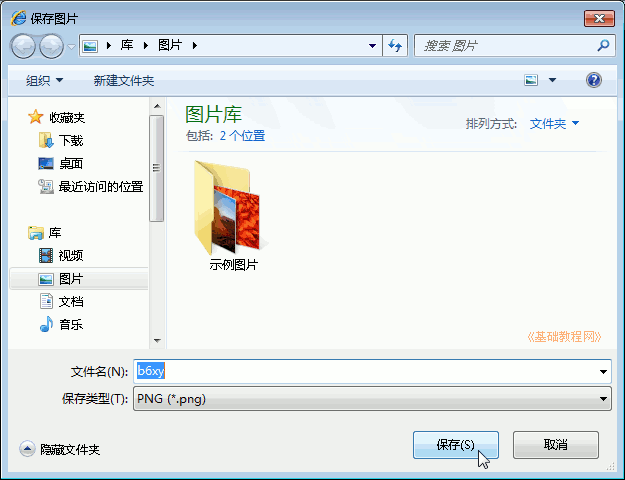 保存图片
库 图片
搜索 图片
组织 新建文件夹
图片库
包括: 2 个位置
排列方式: 文件夹
收藏夹
下载
桌面
最近访问的位置
库
视频
图片
文档
音乐
示例图片
《基础教程网》
文件名(N): b6xy
保存类型(T): PNG (*.png)
隐藏文件夹
保存(S)
取消